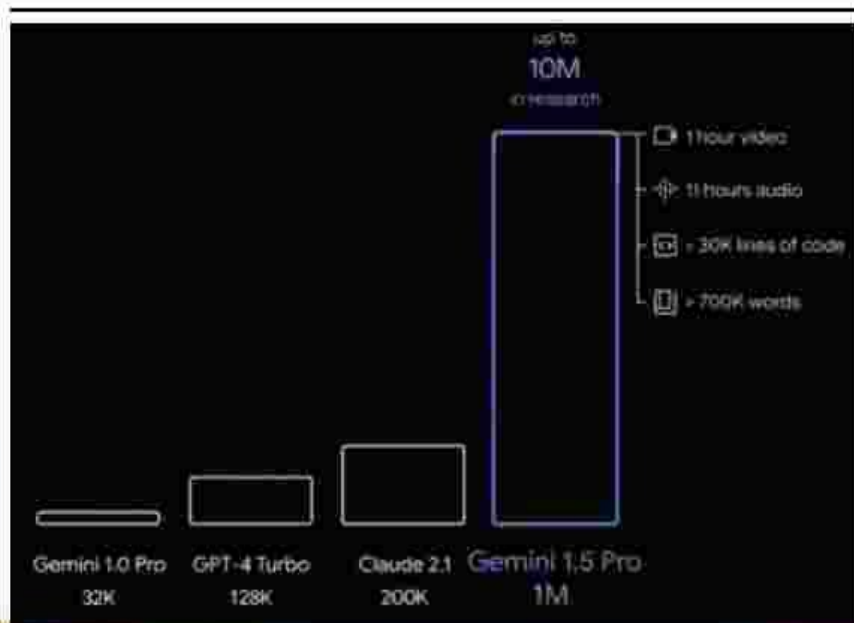 up to
10M
in research
1 hour video
11 hours audio
> 30K lines of code
> 700K words
Gemini 1.0 Pro
32K
GPT-4 Turbo
128K
Claude 2.1
200K
Gemini 1.5 Pro
1M